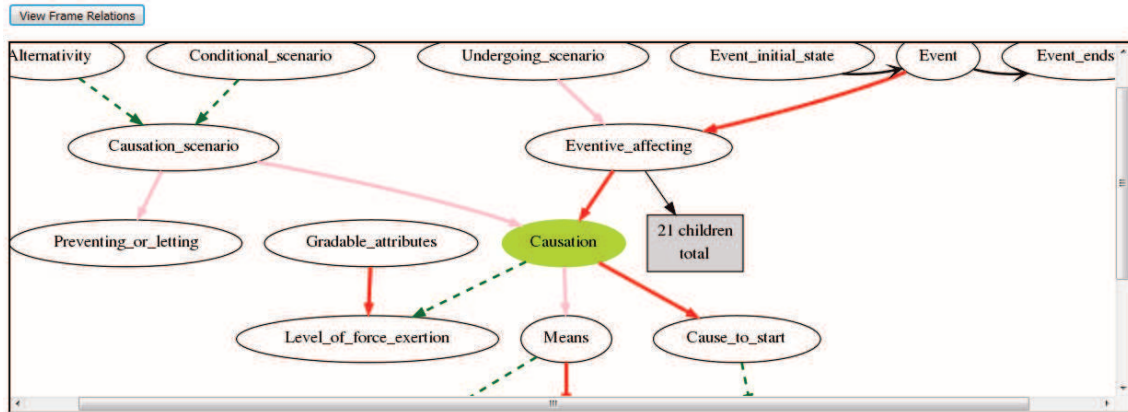 View Frame Relations
Alternativity
Conditional_scenario
Undergoing_scenario
Event_initial_state
Event
Event_ends
Causation_scenario
Eventive_affecting
Preventing_or_letting
Gradable_attributes
Causation
21 children
total
Level_of_force_exertion
Means
Cause_to_start